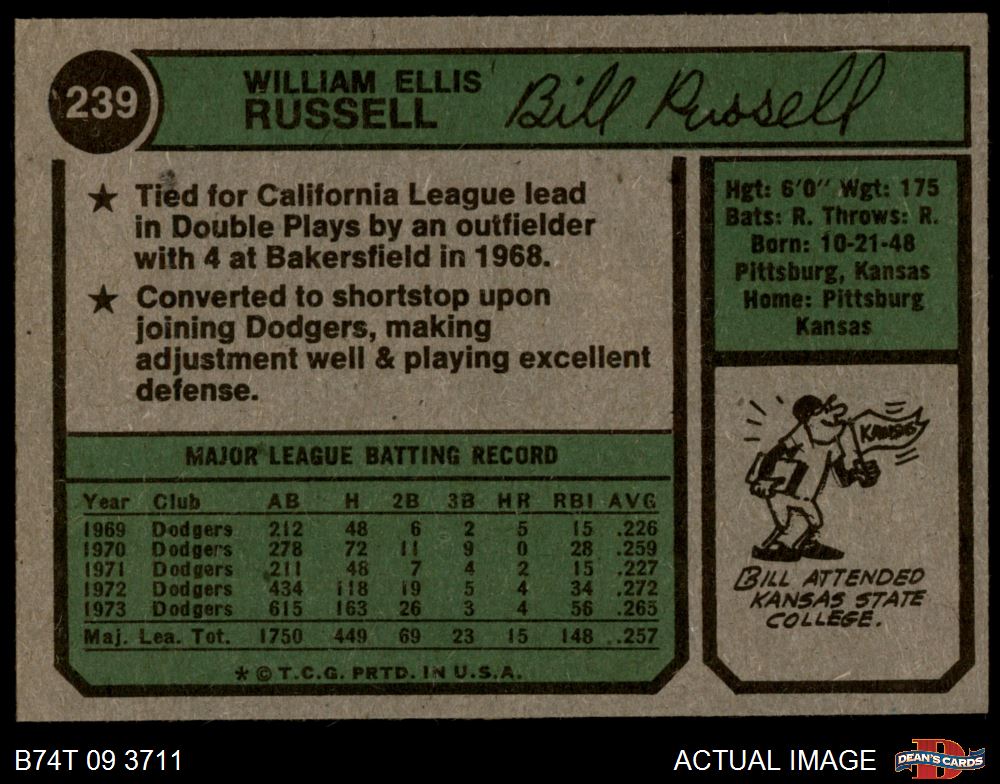 239
WILLIAM ELLIS
RUSSELL
Bill Russell
★ Tied for California League lead
in Double Plays by an outfielder
with 4 at Bakersfield in 1968.
★ Converted to shortstop upon
joining Dodgers, making
adjustment well & playing excellent
defense.
Hgt: 6'0" Wgt: 175
Bats: R. Throws: R.
Born: 10-21-48
Pittsburg, Kansas
Home: Pittsburg
Kansas
MAJOR LEAGUE BATTING RECORD
Year Club AB H 2B 3B HR RBI AVG
1969 Dodgers 212 48 6 2 5 15 .226
1970 Dodgers 278 72 11 9 0 28 .259
1971 Dodgers 211 48 7 4 2 15 .227
1972 Dodgers 434 118 19 5 4 34 .272
1973 Dodgers 615 163 26 3 4 56 .265
Maj. Lea. Tot. 1750 449 69 23 15 148 .257
* © T.C.G. PRTD. IN U.S.A.
KANSAS
BILL ATTENDED
KANSAS STATE
COLLEGE.
B74T 09 3711
ACTUAL IMAGE
DEAN'S CARDS